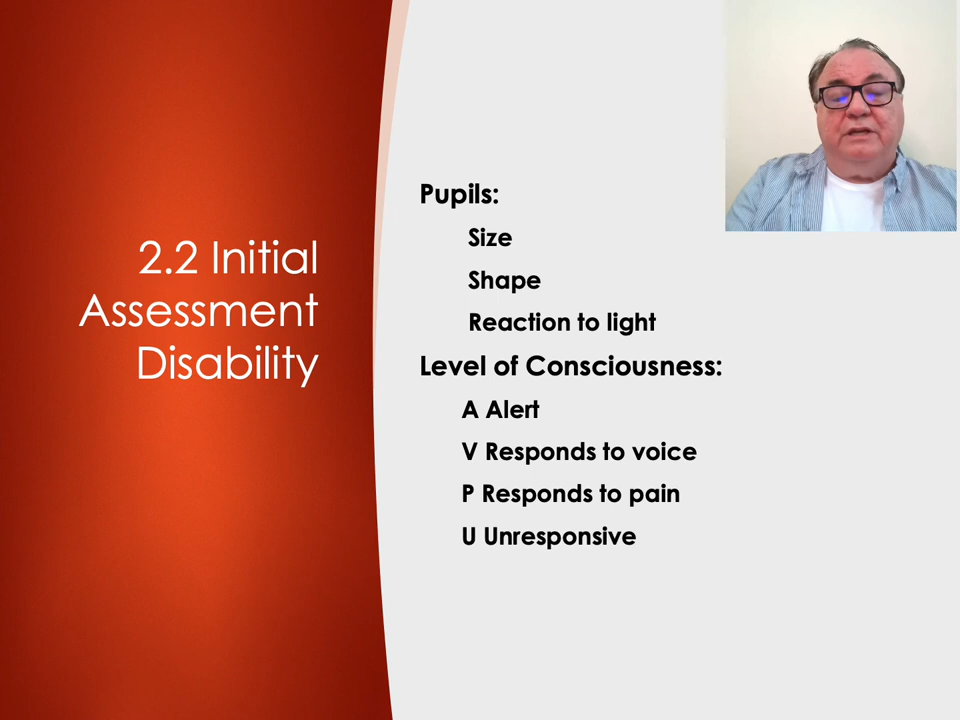 2.2 Initial
Assessment
Disability
Pupils:
Size
Shape
Reaction to light
Level of Consciousness:
A Alert
V Responds to voice
P Responds to pain
U Unresponsive